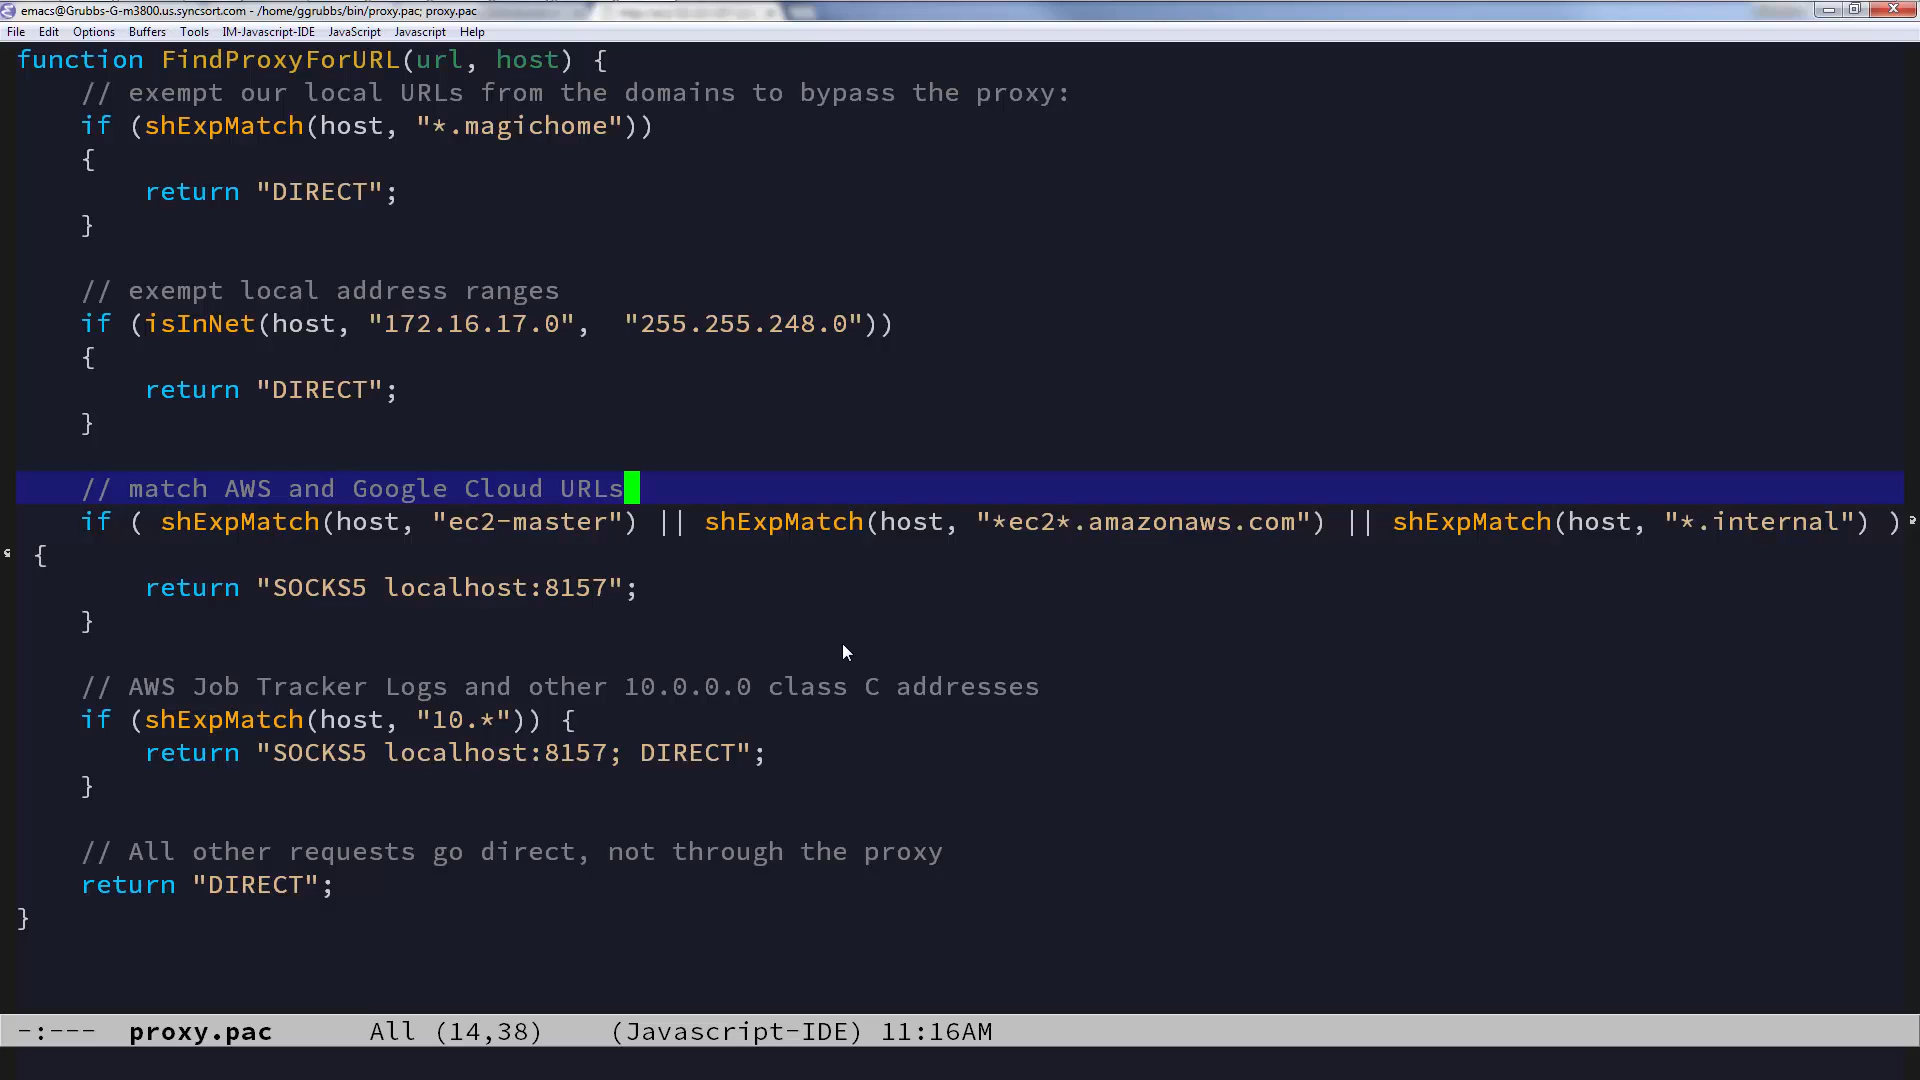 emacs@Grubbs-G-m3800.us.syncsort.com - /home/ggrubbs/bin/proxy.pac; proxy.pac
File Edit Options Buffers Tools IM-Javascript-IDE JavaScript Javascript Help
function FindProxyForURL(url, host) {
    // exempt our local URLs from the domains to bypass the proxy:
    if (shExpMatch(host, "*.magichome"))
    {
        return "DIRECT";
    }
    // exempt local address ranges
    if (isInNet(host, "172.16.17.0",  "255.255.248.0"))
    {
        return "DIRECT";
    }
    // match AWS and Google Cloud URLs
    if ( shExpMatch(host, "ec2-master") || shExpMatch(host, "*ec2*.amazonaws.com") || shExpMatch(host, "*.internal") )
 {
        return "SOCKS5 localhost:8157";
    }
    // AWS Job Tracker Logs and other 10.0.0.0 class C addresses
    if (shExpMatch(host, "10.*")) {
        return "SOCKS5 localhost:8157; DIRECT";
    }
    // All other requests go direct, not through the proxy
    return "DIRECT";
}
-:---  proxy.pac      All (14,38)    (Javascript-IDE) 11:16AM